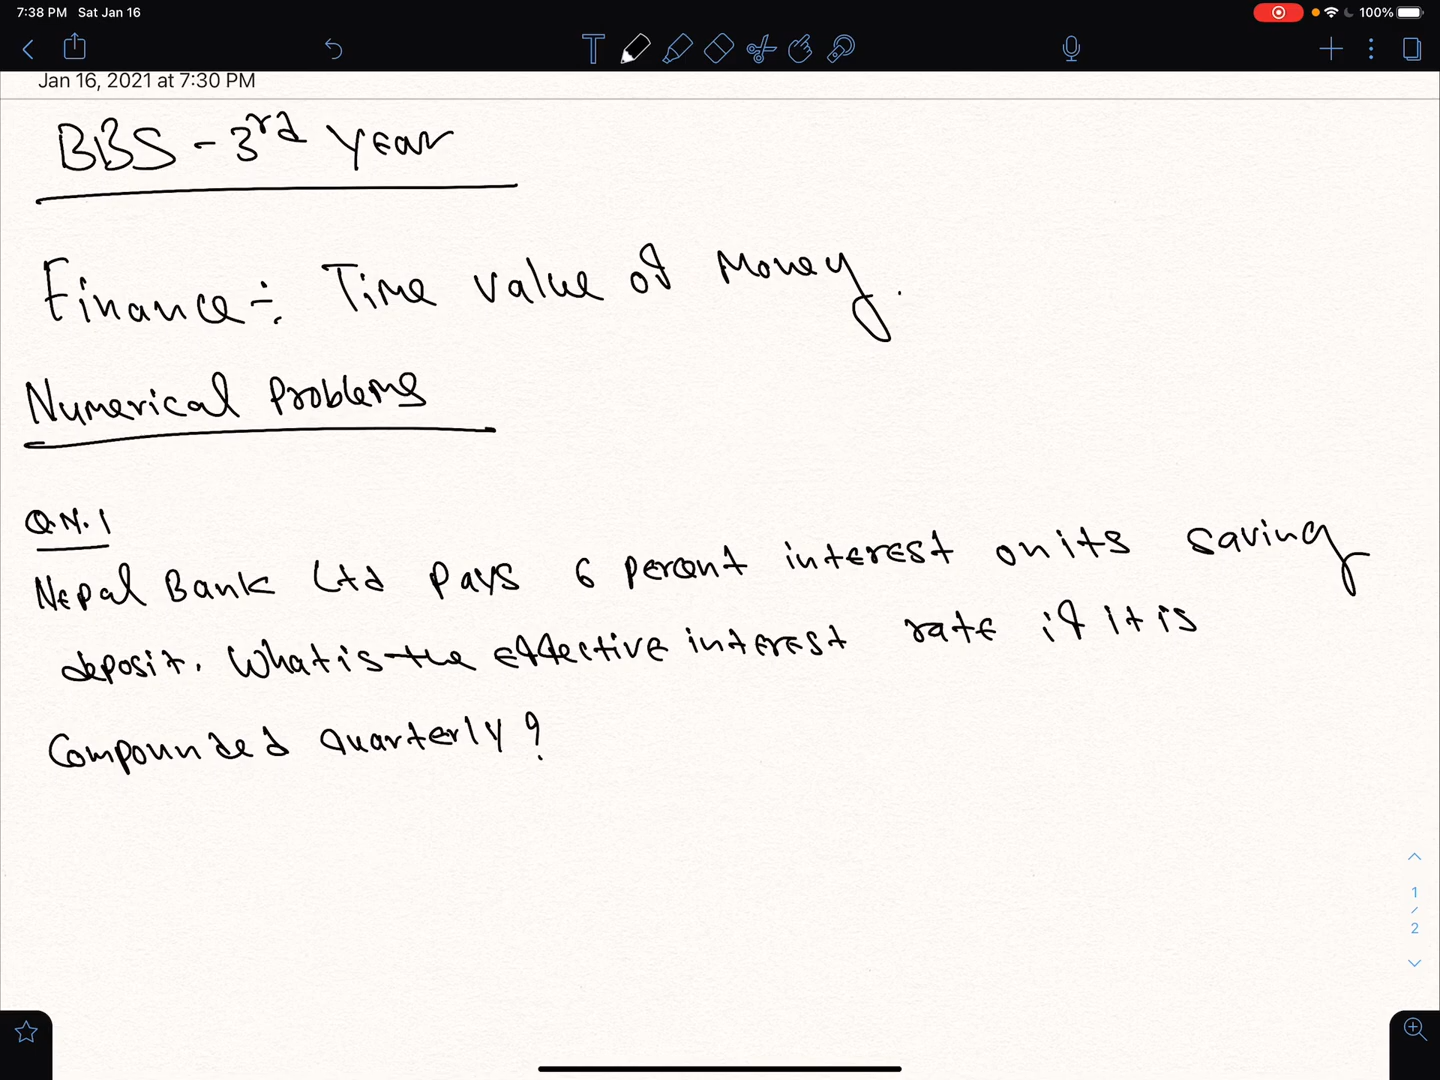 7:38 PM Sat Jan 16
100%
Jan 16, 2021 at 7:30 PM
BBS - 3rd Year
Finance ÷ Time value of Money.
Numerical Problems
Q.N.1
Nepal Bank Ltd Pays 6 percent interest on its saving
deposit. What is the effective interest rate if it is
Compounded quarterly?
1
/
2